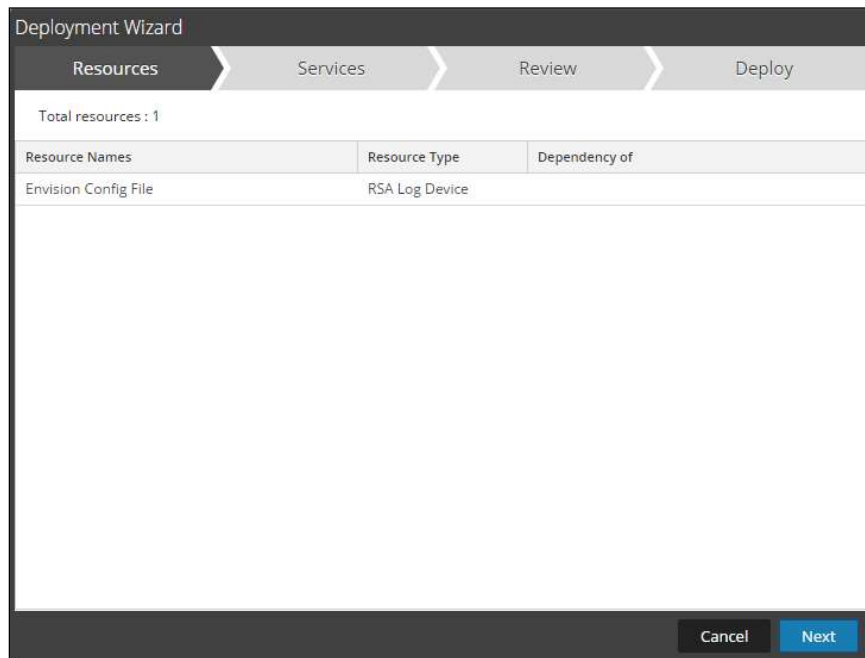 Deployment Wizard
Resources Services Review Deploy
Total resources : 1
Resource Names Resource Type Dependency of
Envision Config File RSA Log Device
Cancel Next